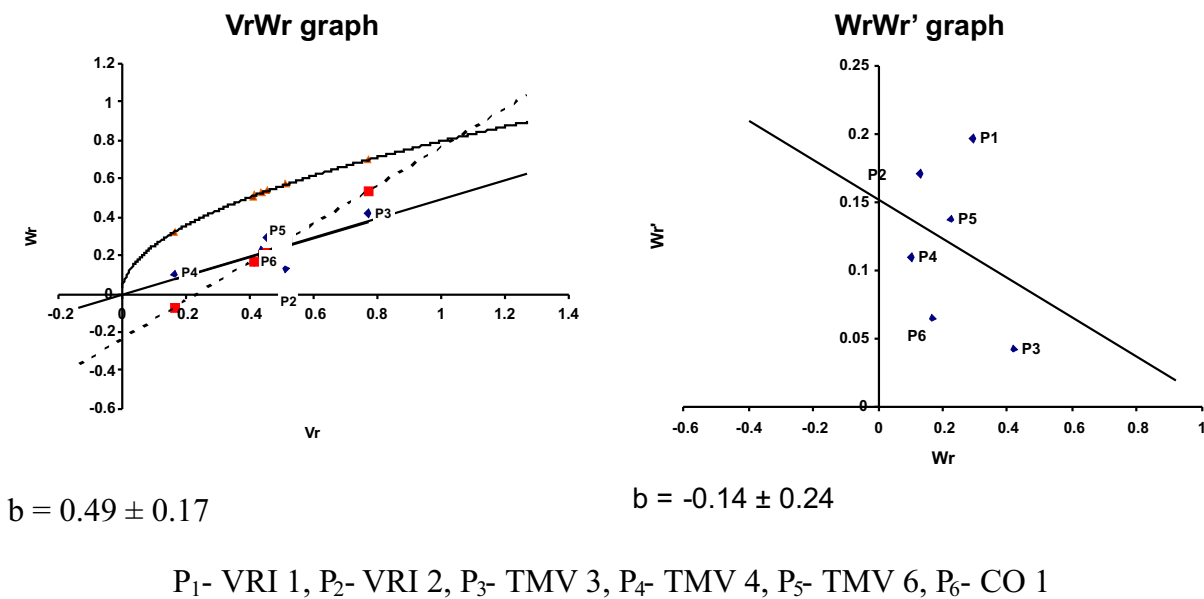 VrWr graph
1.2
1
0.8
0.6
0.4
0.2
0
-0.2
-0.4
-0.6
Wr
-0.2 0 0.2 0.4 0.6 0.8 1 1.2 1.4
Vr
P4
P5
P6
P2
P3
b = 0.49 ± 0.17
WrWr’ graph
0.25
0.2
0.15
0.1
0.05
0
Wr'
-0.6 -0.4 -0.2 0 0.2 0.4 0.6 0.8 1
Wr
P1
P2
P5
P4
P6
P3
b = -0.14 ± 0.24
P₁- VRI 1, P₂- VRI 2, P₃- TMV 3, P₄- TMV 4, P₅- TMV 6, P₆- CO 1